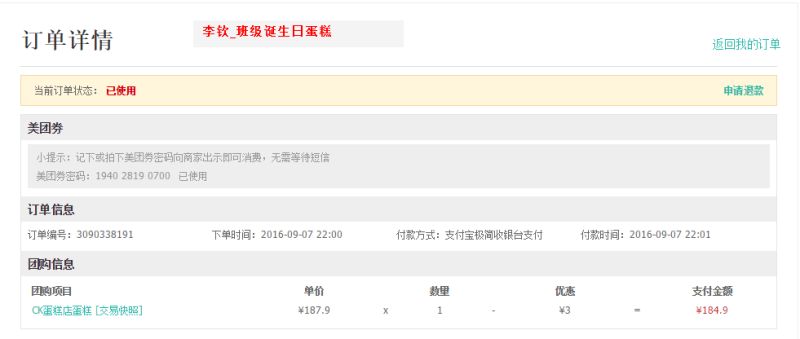 订单详情
李钦_班级诞生日蛋糕
返回我的订单
当前订单状态：已使用
申请退款
美团券
小提示：记下或拍下美团券密码向商家出示即可消费，无需等待短信
美团券密码：1940 2819 0700 已使用
订单信息
订单编号：3090338191 下单时间：2016-09-07 22:00 付款方式：支付宝极简收银台支付 付款时间：2016-09-07 22:01
团购信息
团购项目 单价 数量 优惠 支付金额
CK蛋糕店蛋糕 [交易快照] ¥187.9 x 1 - ¥3 = ¥184.9